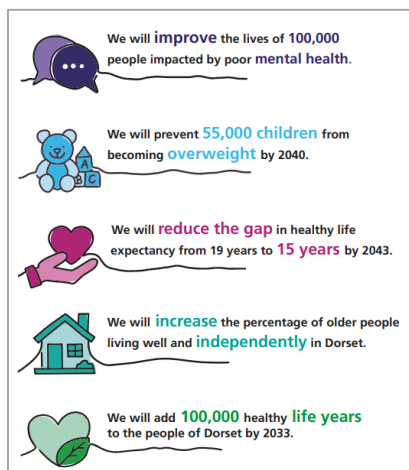 We will improve the lives of 100,000
people impacted by poor mental health.
We will prevent 55,000 children from
becoming overweight by 2040.
A
B C
We will reduce the gap in healthy life
expectancy from 19 years to 15 years by 2043.
We will increase the percentage of older people
living well and independently in Dorset.
We will add 100,000 healthy life years
to the people of Dorset by 2033.